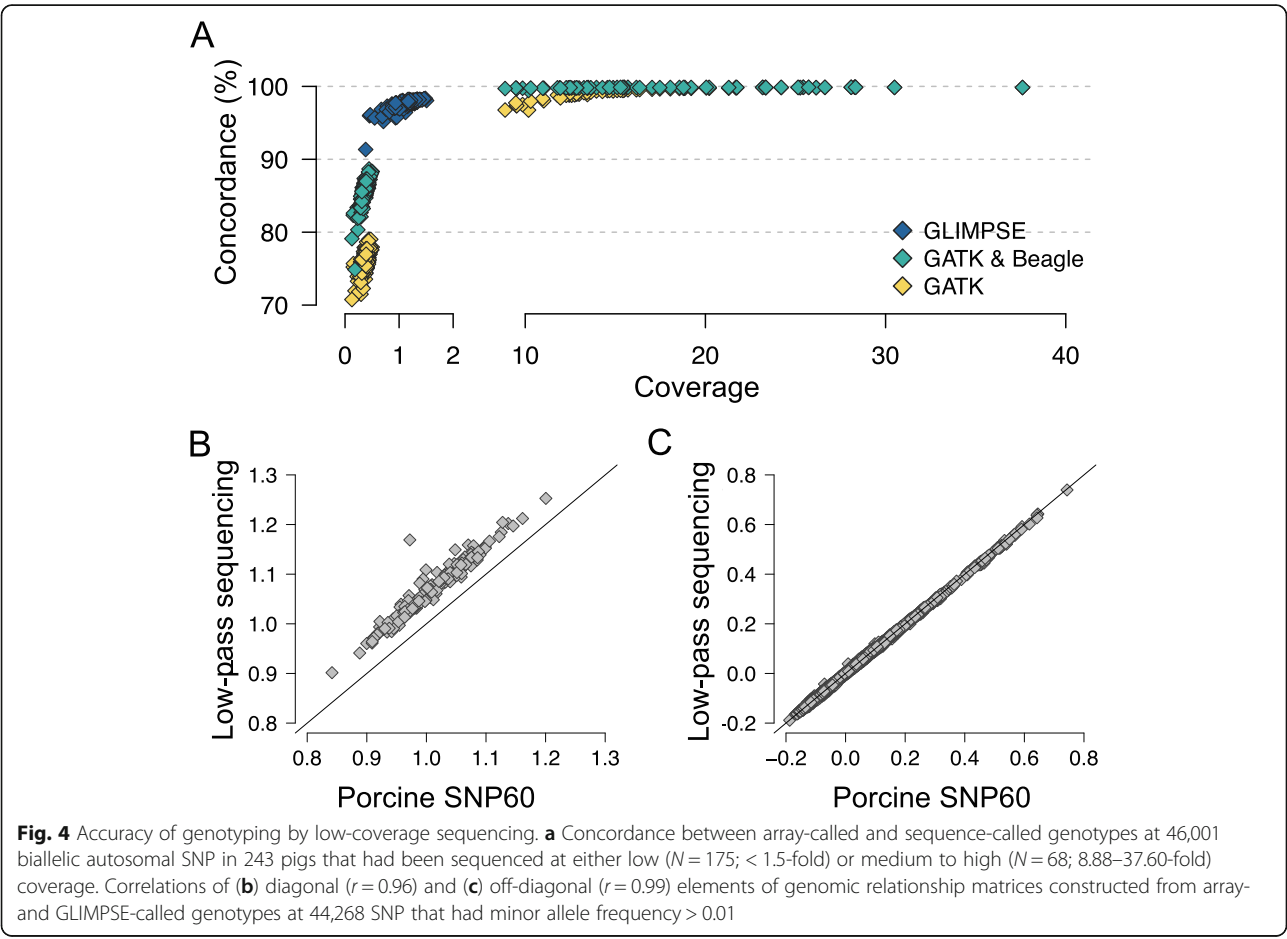 A
Concordance (%)
100
90
80
70
GLIMPSE
GATK & Beagle
GATK
0 1 2 10 20 30 40
Coverage
B
Low-pass sequencing
1.3
1.2
1.1
1.0
0.9
0.8
0.8 0.9 1.0 1.1 1.2 1.3
Porcine SNP60
C
Low-pass sequencing
0.8
0.6
0.4
0.2
0.0
-0.2
−0.2 0.0 0.2 0.4 0.6 0.8
Porcine SNP60
Fig. 4 Accuracy of genotyping by low-coverage sequencing. a Concordance between array-called and sequence-called genotypes at 46,001
biallelic autosomal SNP in 243 pigs that had been sequenced at either low (N = 175; < 1.5-fold) or medium to high (N = 68; 8.88–37.60-fold)
coverage. Correlations of (b) diagonal (r = 0.96) and (c) off-diagonal (r = 0.99) elements of genomic relationship matrices constructed from array-
and GLIMPSE-called genotypes at 44,268 SNP that had minor allele frequency > 0.01